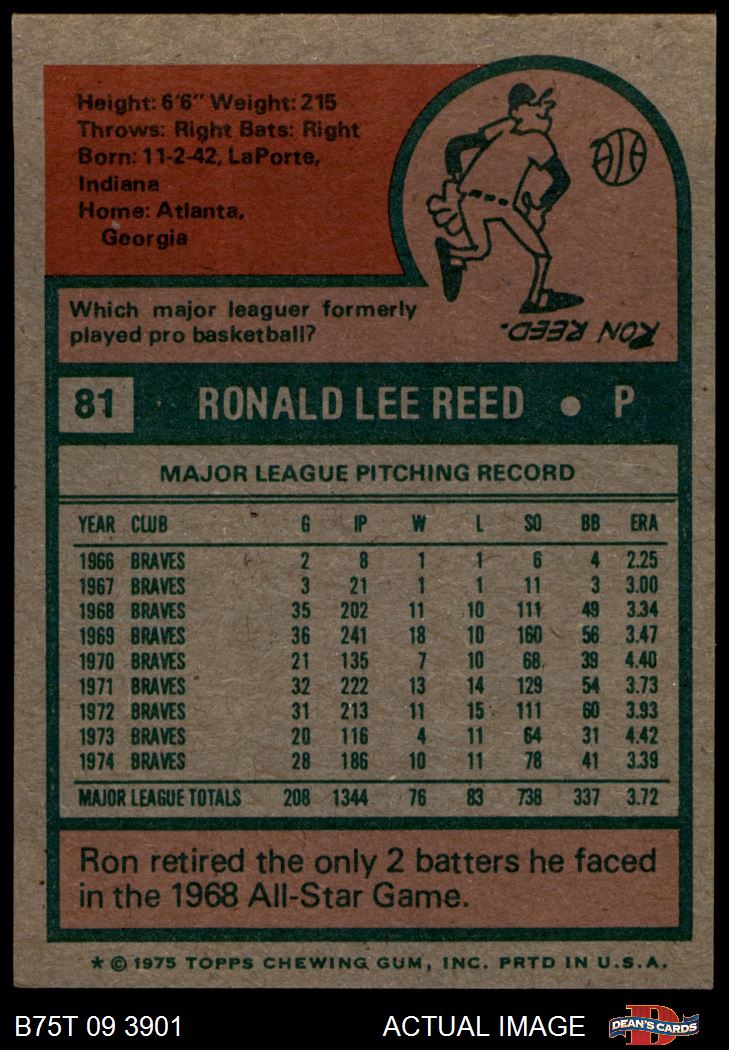 Height: 6'6" Weight: 215
Throws: Right Bats: Right
Born: 11-2-42, LaPorte,
Indiana
Home: Atlanta,
Georgia
Which major leaguer formerly
played pro basketball?
RON REED.
81 RONALD LEE REED • P
MAJOR LEAGUE PITCHING RECORD
YEAR CLUB G IP W L SO BB ERA
1966 BRAVES 2 8 1 1 6 4 2.25
1967 BRAVES 3 21 1 1 11 3 3.00
1968 BRAVES 35 202 11 10 111 49 3.34
1969 BRAVES 36 241 18 10 160 56 3.47
1970 BRAVES 21 135 7 10 68 39 4.40
1971 BRAVES 32 222 13 14 129 54 3.73
1972 BRAVES 31 213 11 15 111 60 3.93
1973 BRAVES 20 116 4 11 64 31 4.42
1974 BRAVES 28 186 10 11 78 41 3.39
MAJOR LEAGUE TOTALS 208 1344 76 83 738 337 3.72
Ron retired the only 2 batters he faced
in the 1968 All-Star Game.
* © 1975 TOPPS CHEWING GUM, INC. PRTD IN U.S.A.
B75T 09 3901 ACTUAL IMAGE DEAN'S CARDS